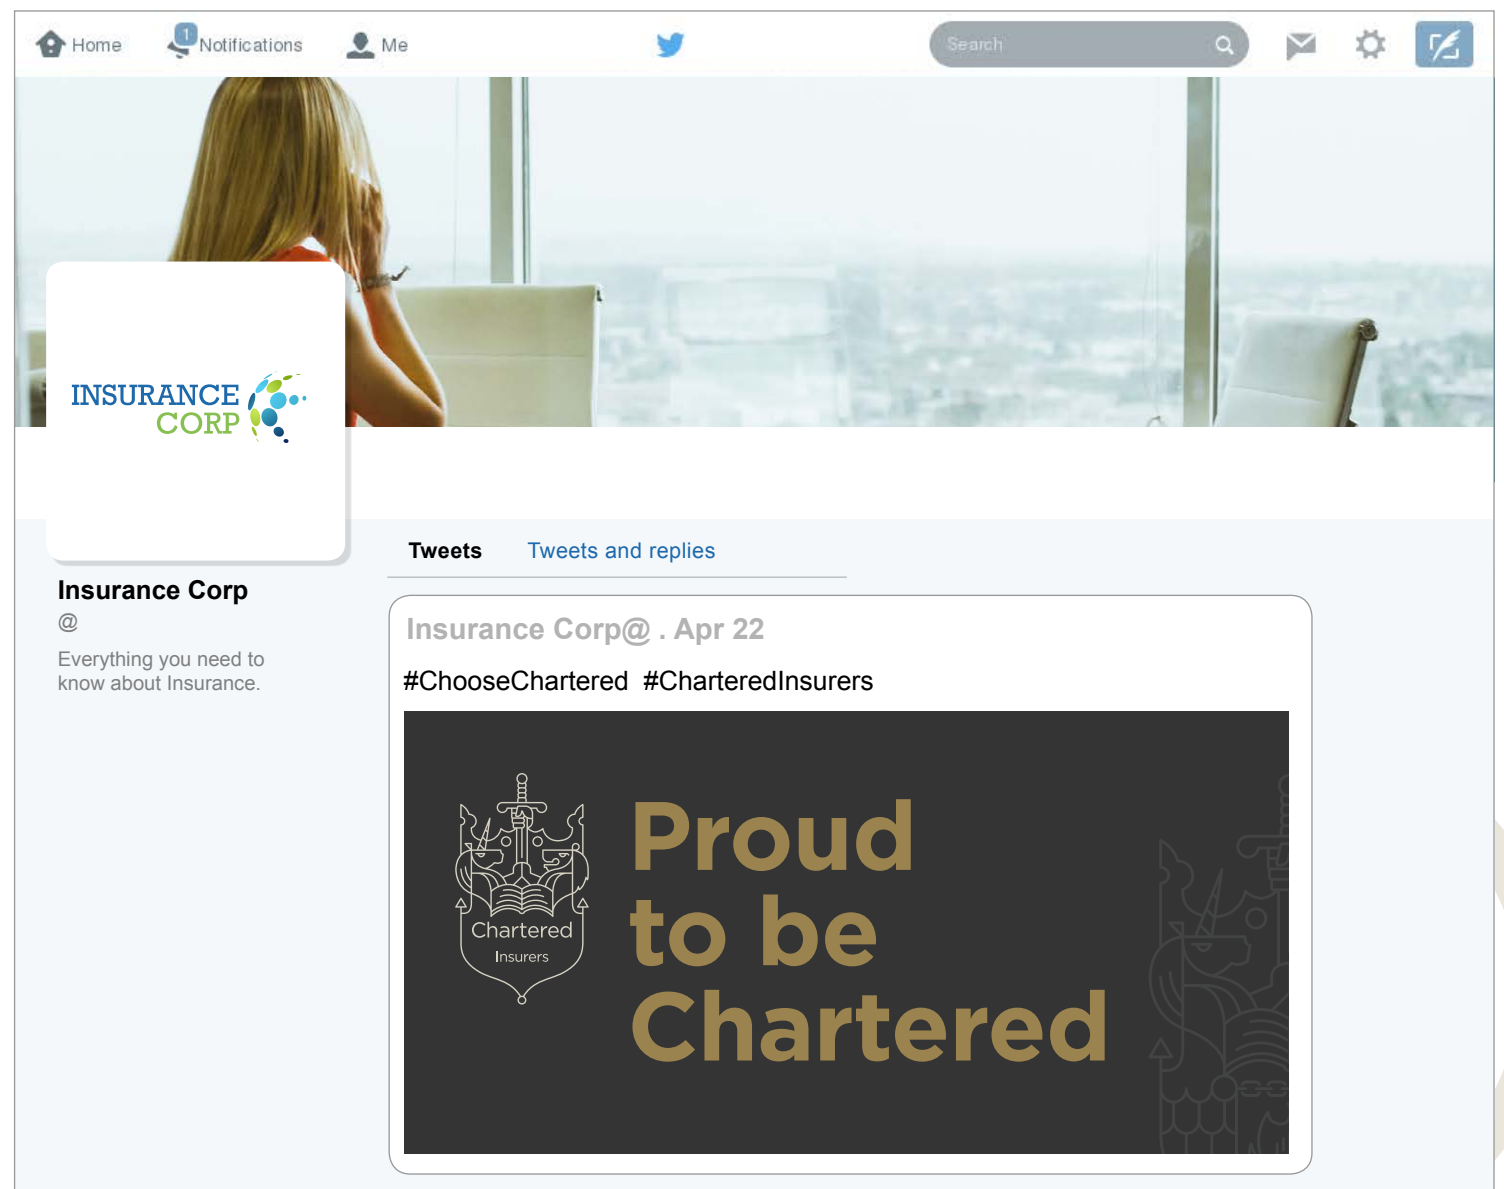 Home
1
Notifications
Me
Search
INSURANCE
CORP
Tweets
Tweets and replies
Insurance Corp
@
Everything you need to
know about Insurance.
Insurance Corp@ . Apr 22
#ChooseChartered #CharteredInsurers
Chartered
Insurers
Proud
to be
Chartered